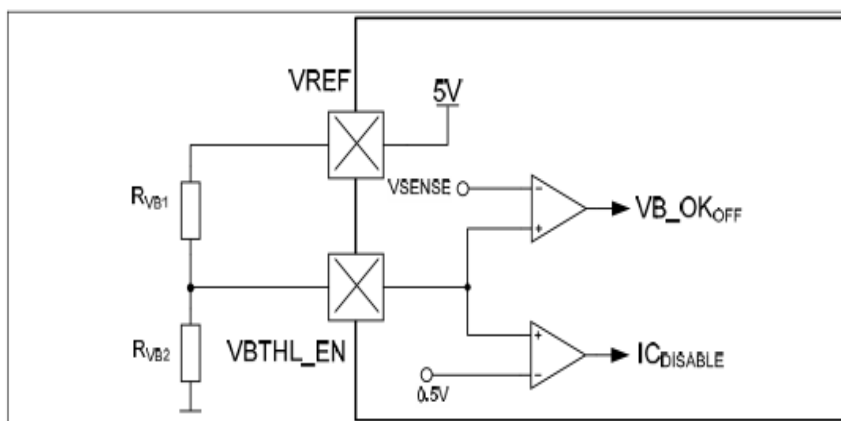 VREF
5V
VSENSE
-
+
VB_OKOFF
RVB1
RVB2
VBTHL_EN
+
-
0.5V
ICDISABLE